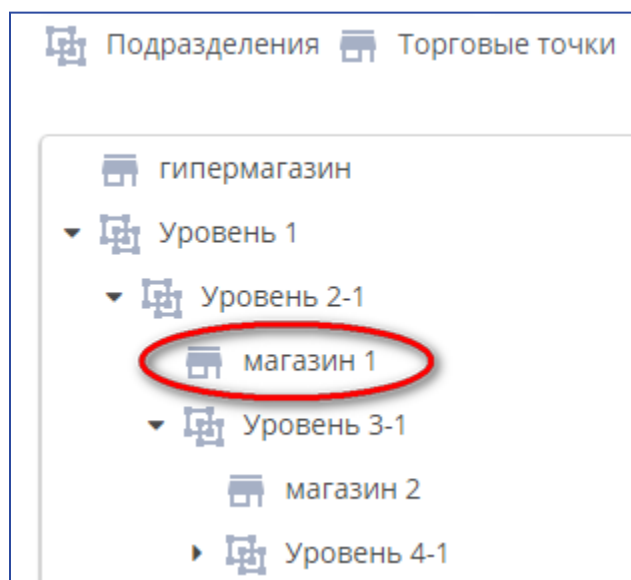 Подразделения Торговые точки
гипермагазин
Уровень 1
Уровень 2-1
магазин 1
Уровень 3-1
магазин 2
Уровень 4-1